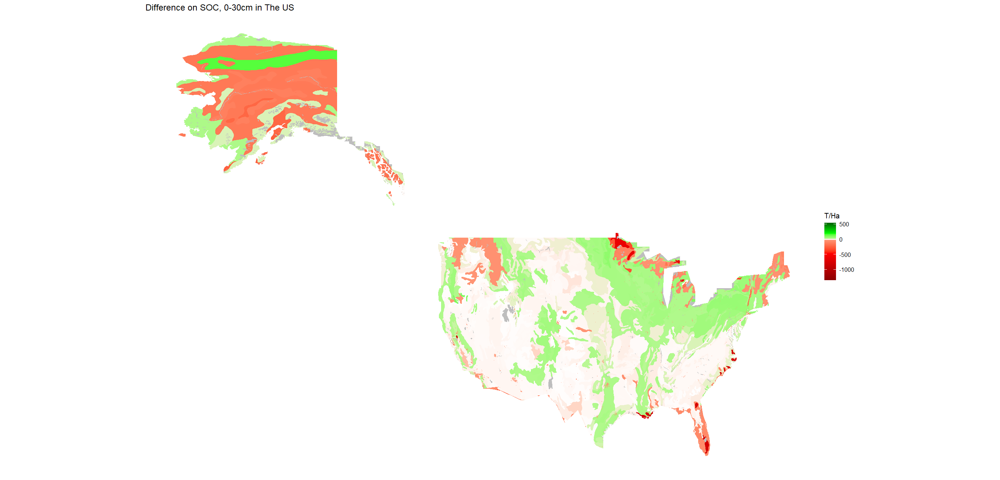 Difference on SOC, 0-30cm in The US
T/Ha
500
0
-500
-1000